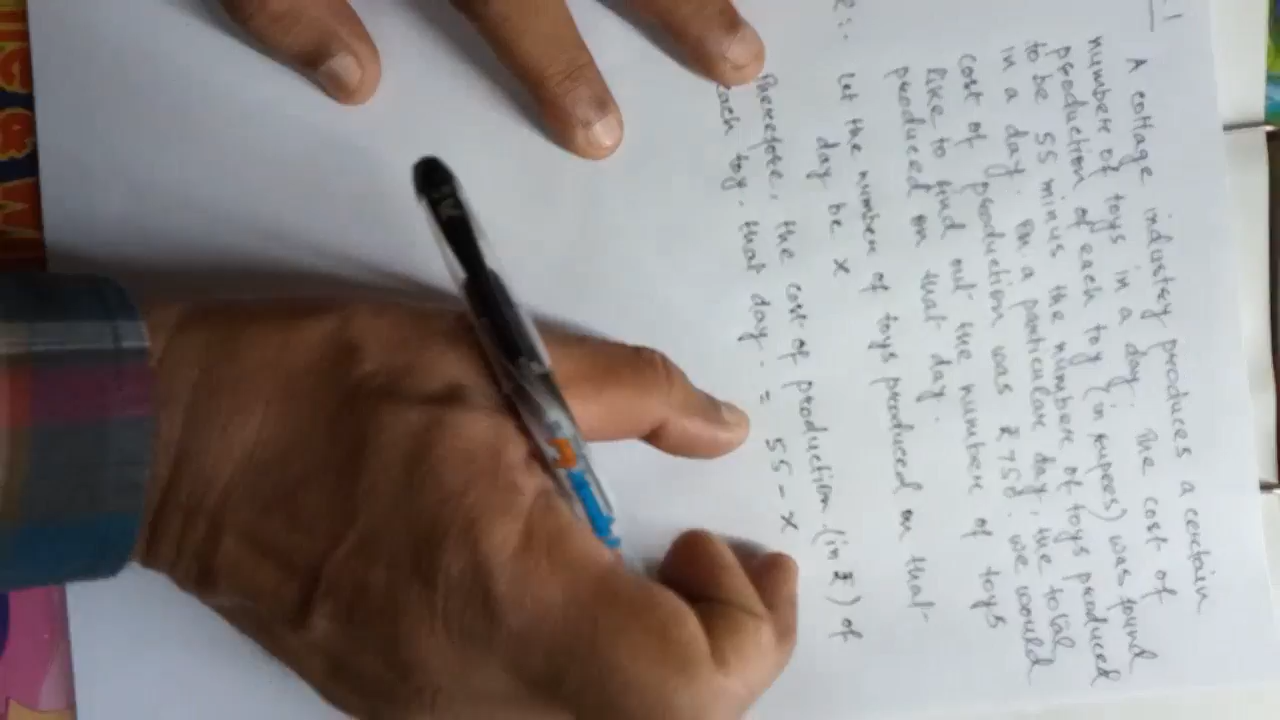 A cottage industry produces a certain
number of toys in a day. The cost of
production of each toy (in rupees) was found
to be 55 minus the number of toys produced
in a day. On a particular day, the total
cost of production was ₹ 750. We would
like to find out the number of toys
produced on that day.
Let the number of toys produced on that
day be x
Therefore, the cost of production (in ₹) of
each toy, that day. = 55 - x